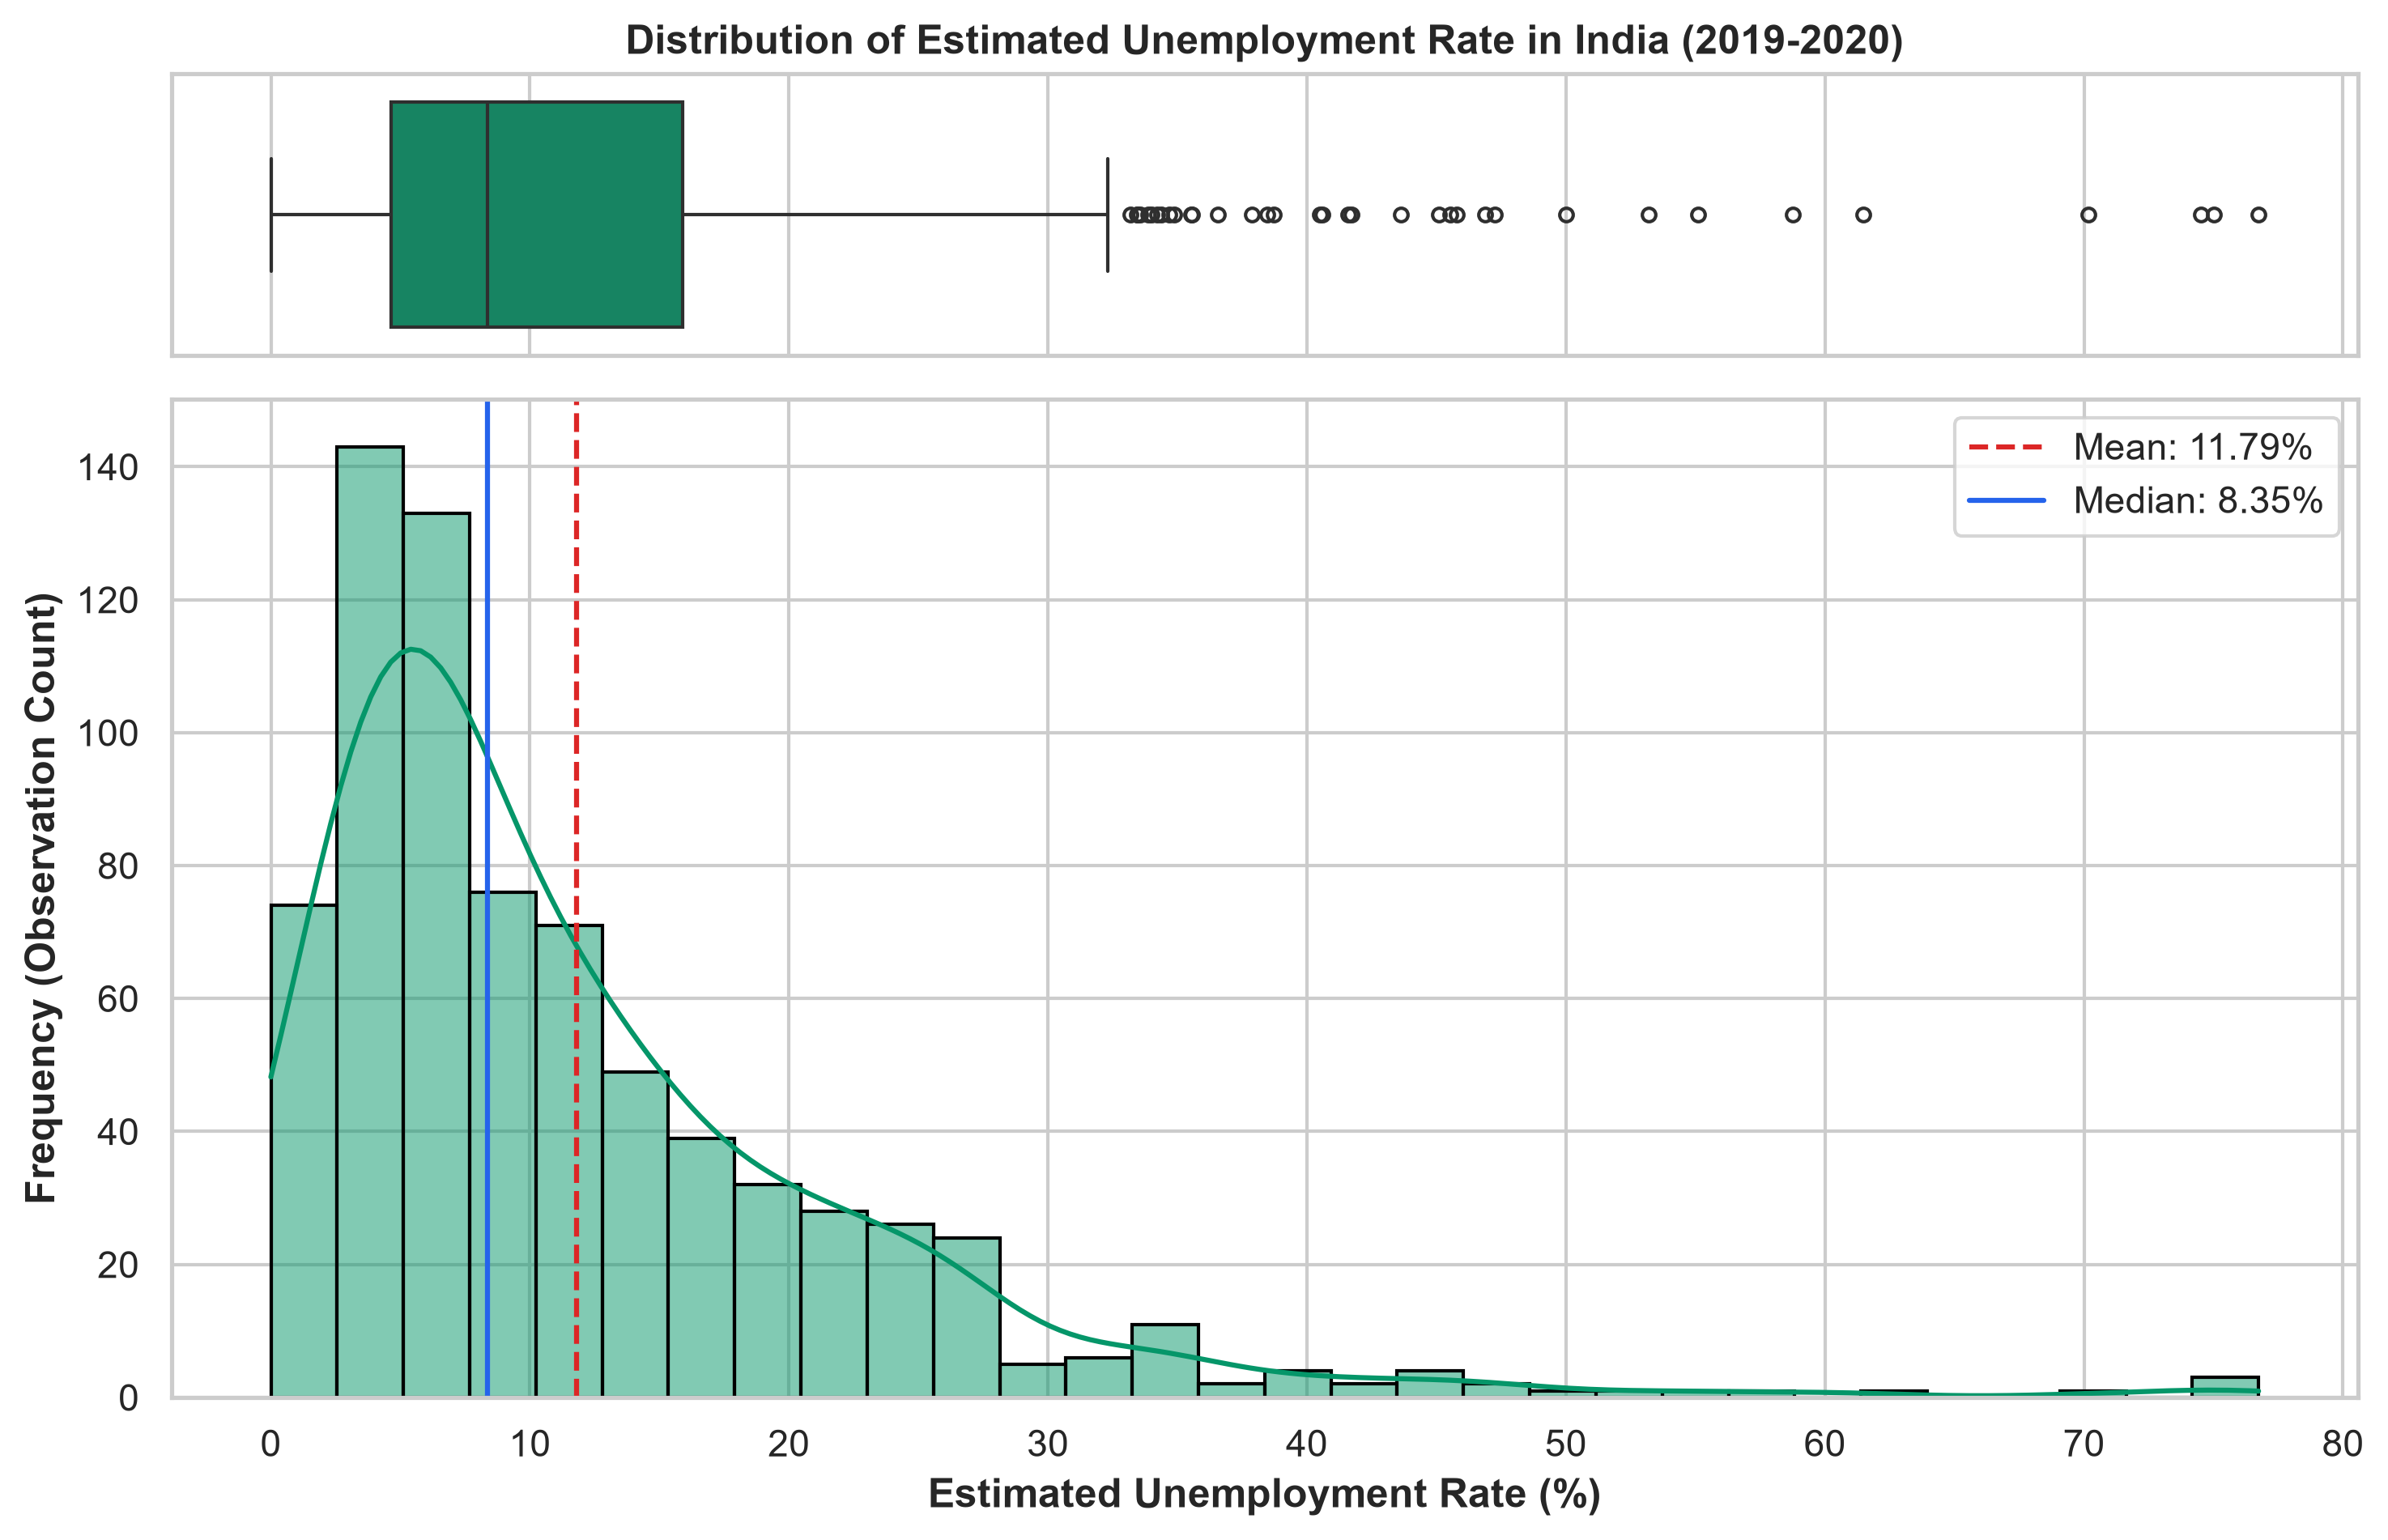 Distribution of Estimated Unemployment Rate in India (2019-2020)
Mean: 11.79%
Median: 8.35%
Frequency (Observation Count)
140
120
100
80
60
40
20
0
0 10 20 30 40 50 60 70 80
Estimated Unemployment Rate (%)